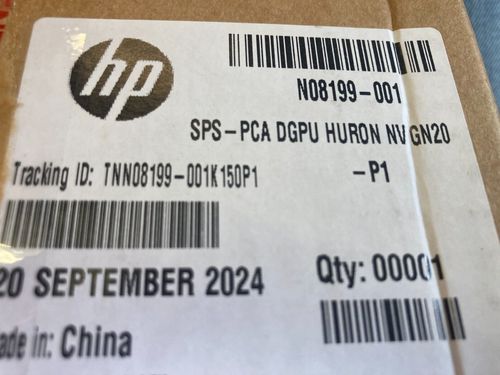 hp
N08199-001
SPS-PCA DGPU HURON NV GN20
-P1
Tracking ID: TNN08199-001K150P1
20 SEPTEMBER 2024
Qty: 00001
in: China